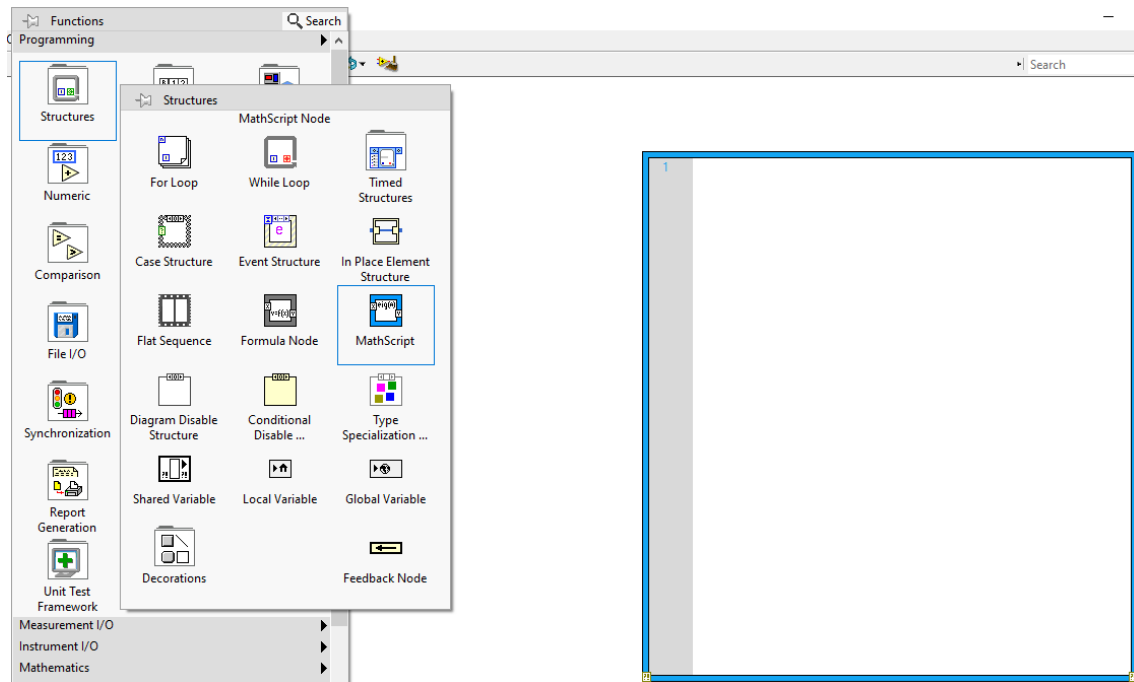 Functions
Search
Programming
Search
Structures
Structures
MathScript Node
For Loop
While Loop
Timed
Structures
1
123
Numeric
Case Structure
Event Structure
In Place Element
Structure
Comparison
Flat Sequence
Formula Node
MathScript
File I/O
Diagram Disable
Structure
Conditional
Disable ...
Type
Specialization ...
Synchronization
Shared Variable
Local Variable
Global Variable
Report
Generation
Decorations
Feedback Node
Unit Test
Framework
Measurement I/O
Instrument I/O
Mathematics